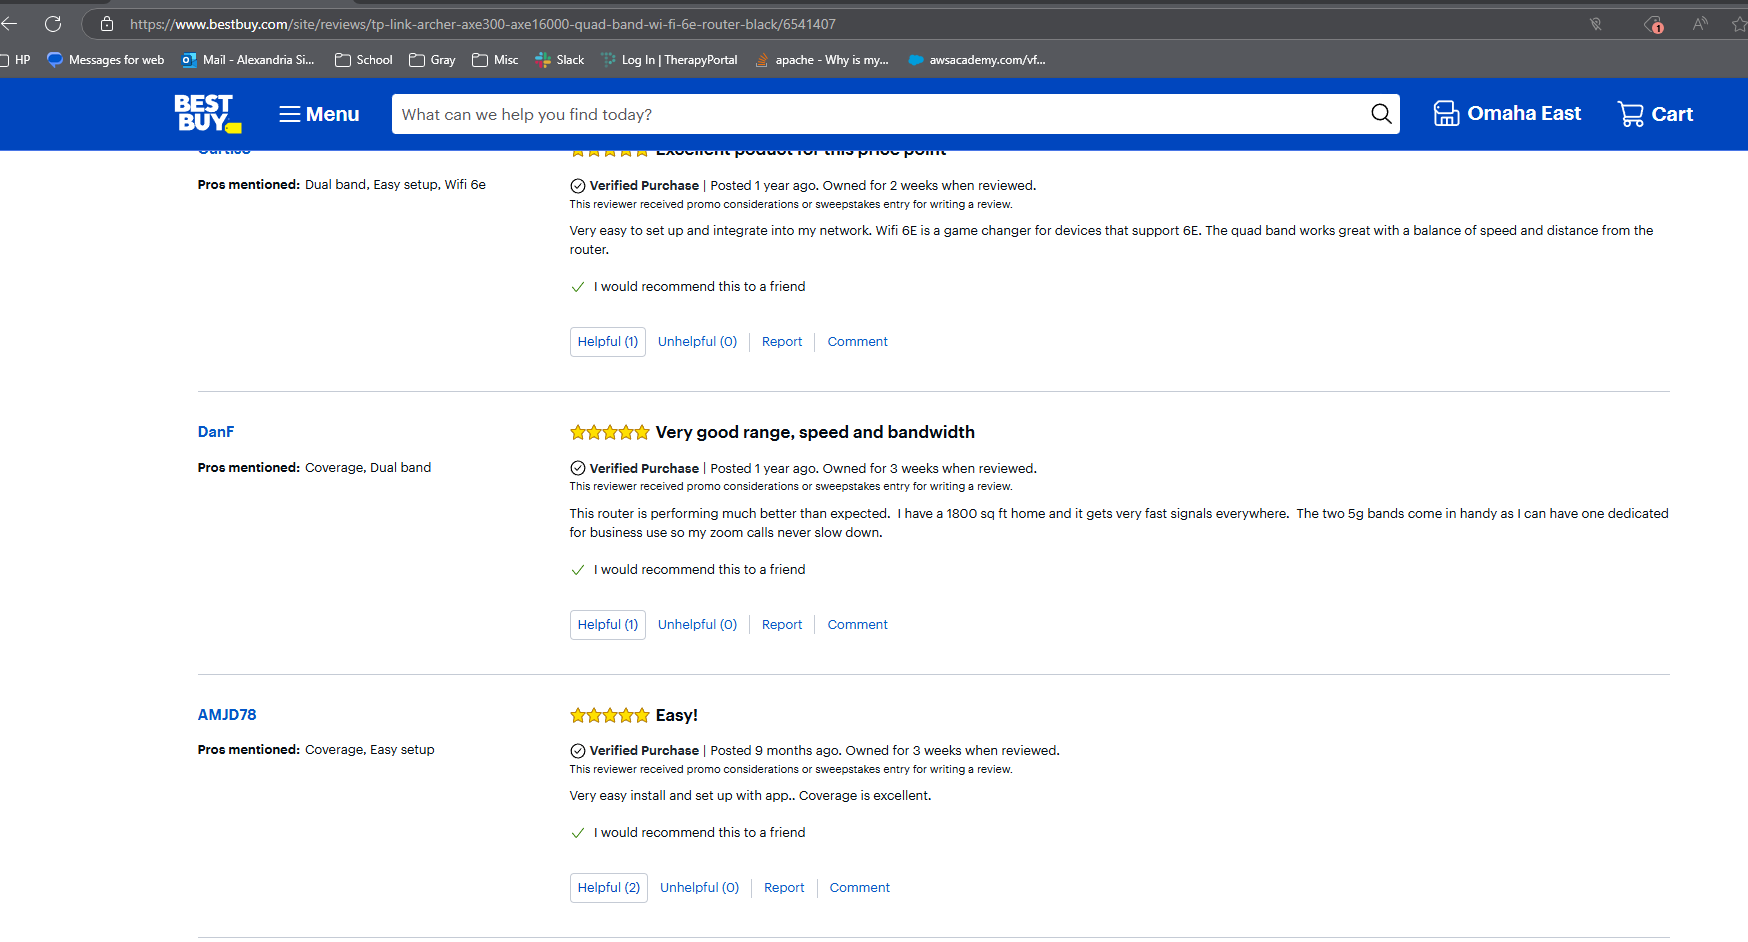 https://www.bestbuy.com/site/reviews/tp-link-archer-axe300-axe16000-quad-band-wi-fi-6e-router-black/6541407
1
HP Messages for web Mail - Alexandria Si... School Gray Misc Slack Log In | TherapyPortal apache - Why is my... awsacademy.com/vf...
BEST
BUY
Menu
What can we help you find today?
Omaha East
Cart
Excellent poduct for this price point
Pros mentioned: Dual band, Easy setup, Wifi 6e
Verified Purchase | Posted 1 year ago. Owned for 2 weeks when reviewed.
This reviewer received promo considerations or sweepstakes entry for writing a review.
Very easy to set up and integrate into my network. Wifi 6E is a game changer for devices that support 6E. The quad band works great with a balance of speed and distance from the
router.
I would recommend this to a friend
Helpful (1) Unhelpful (0) Report Comment
DanF
Very good range, speed and bandwidth
Pros mentioned: Coverage, Dual band
Verified Purchase | Posted 1 year ago. Owned for 3 weeks when reviewed.
This reviewer received promo considerations or sweepstakes entry for writing a review.
This router is performing much better than expected.  I have a 1800 sq ft home and it gets very fast signals everywhere.  The two 5g bands come in handy as I can have one dedicated
for business use so my zoom calls never slow down.
I would recommend this to a friend
Helpful (1) Unhelpful (0) Report Comment
AMJD78
Easy!
Pros mentioned: Coverage, Easy setup
Verified Purchase | Posted 9 months ago. Owned for 3 weeks when reviewed.
This reviewer received promo considerations or sweepstakes entry for writing a review.
Very easy install and set up with app.. Coverage is excellent.
I would recommend this to a friend
Helpful (2) Unhelpful (0) Report Comment